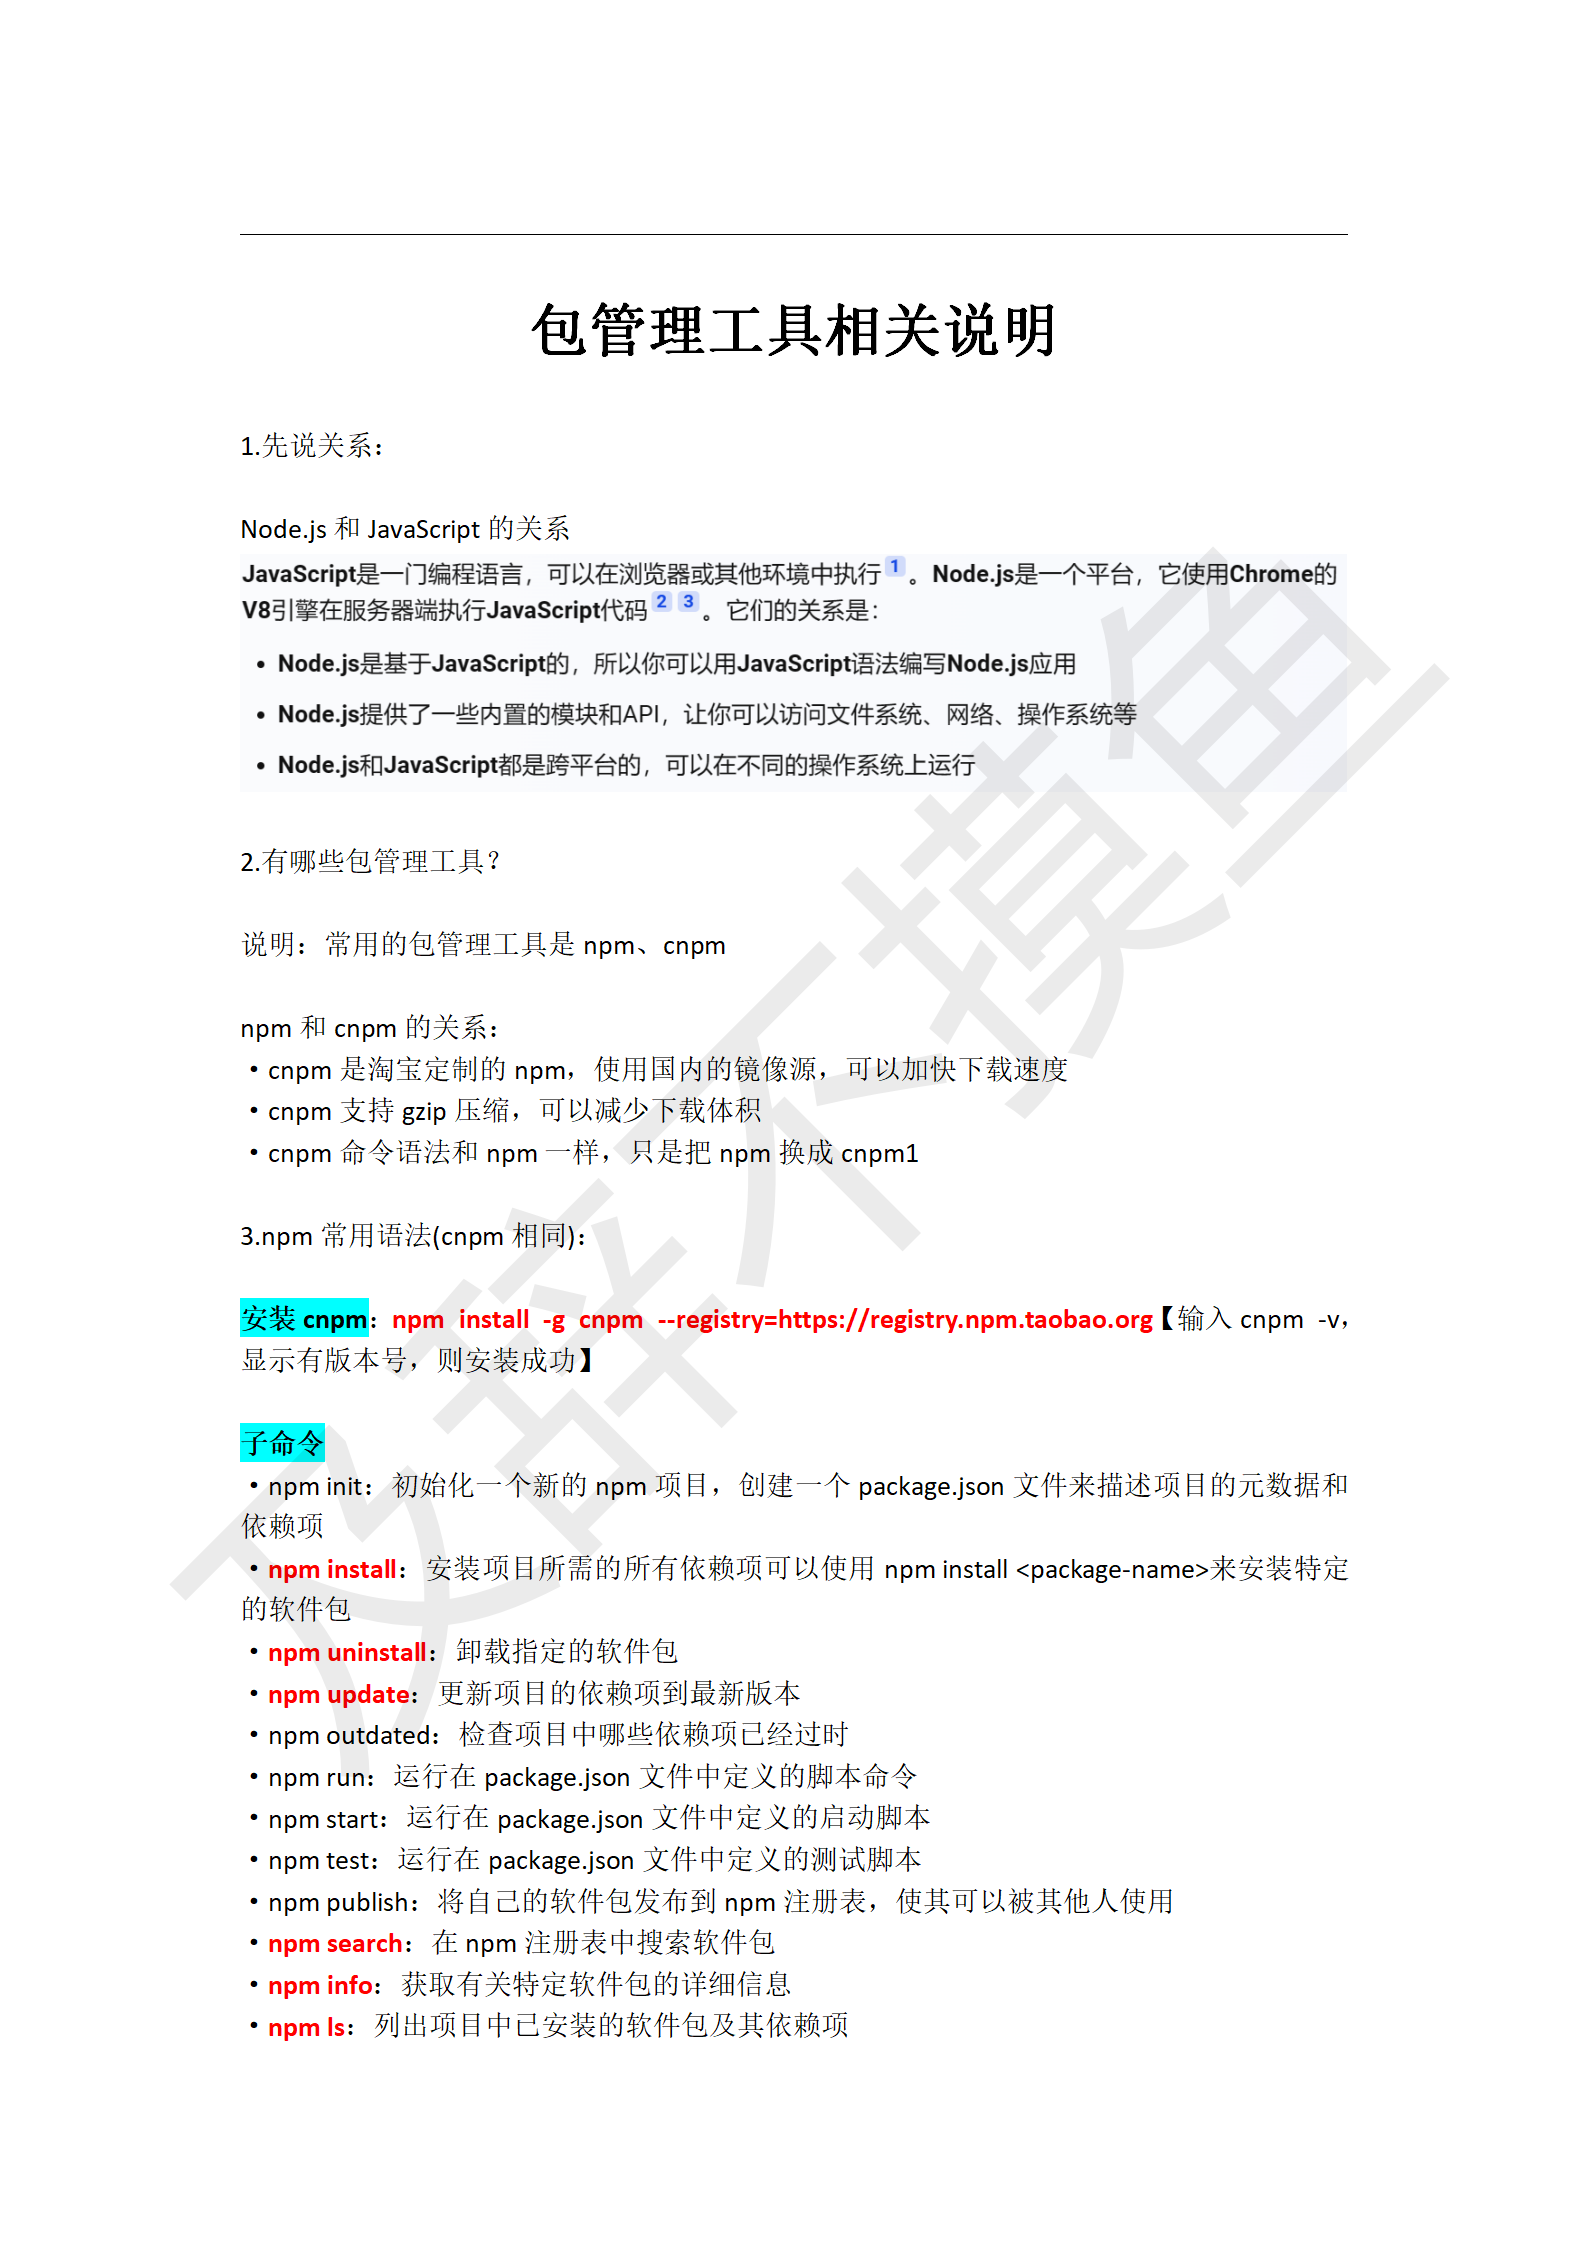 包管理工具相关说明
1.先说关系：
Node.js 和 JavaScript 的关系
JavaScript是一门编程语言，可以在浏览器或其他环境中执行1。Node.js是一个平台，它使用Chrome的
V8引擎在服务器端执行JavaScript代码2 3。它们的关系是：
• Node.js是基于JavaScript的，所以你可以用JavaScript语法编写Node.js应用
• Node.js提供了一些内置的模块和API，让你可以访问文件系统、网络、操作系统等
• Node.js和JavaScript都是跨平台的，可以在不同的操作系统上运行
2.有哪些包管理工具？
说明：常用的包管理工具是 npm、cnpm
npm 和 cnpm 的关系：
·cnpm 是淘宝定制的 npm，使用国内的镜像源，可以加快下载速度
·cnpm 支持 gzip 压缩，可以减少下载体积
·cnpm 命令语法和 npm 一样，只是把 npm 换成 cnpm1
3.npm 常用语法(cnpm 相同)：
安装 cnpm：npm install -g cnpm --registry=https://registry.npm.taobao.org【输入 cnpm -v，
显示有版本号，则安装成功】
子命令
·npm init：初始化一个新的 npm 项目，创建一个 package.json 文件来描述项目的元数据和
依赖项
·npm install：安装项目所需的所有依赖项可以使用 npm install <package-name>来安装特定
的软件包
·npm uninstall：卸载指定的软件包
·npm update：更新项目的依赖项到最新版本
·npm outdated：检查项目中哪些依赖项已经过时
·npm run：运行在 package.json 文件中定义的脚本命令
·npm start：运行在 package.json 文件中定义的启动脚本
·npm test：运行在 package.json 文件中定义的测试脚本
·npm publish：将自己的软件包发布到 npm 注册表，使其可以被其他人使用
·npm search：在 npm 注册表中搜索软件包
·npm info：获取有关特定软件包的详细信息
·npm ls：列出项目中已安装的软件包及其依赖项
及辞不摸鱼